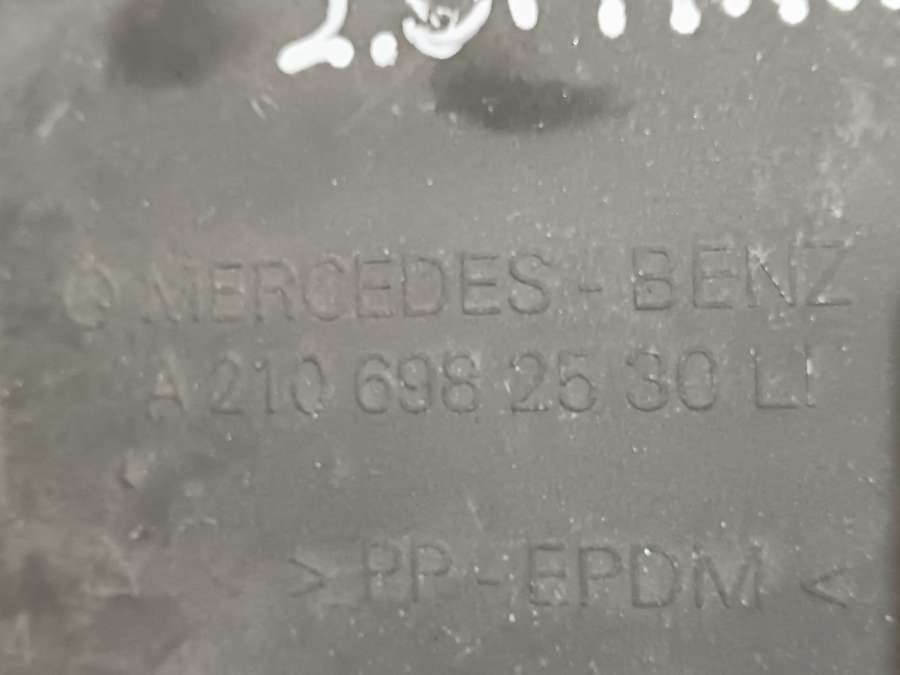 MERCEDES - BENZ
A 210 698 25 30 LI
> PP - EPDM <